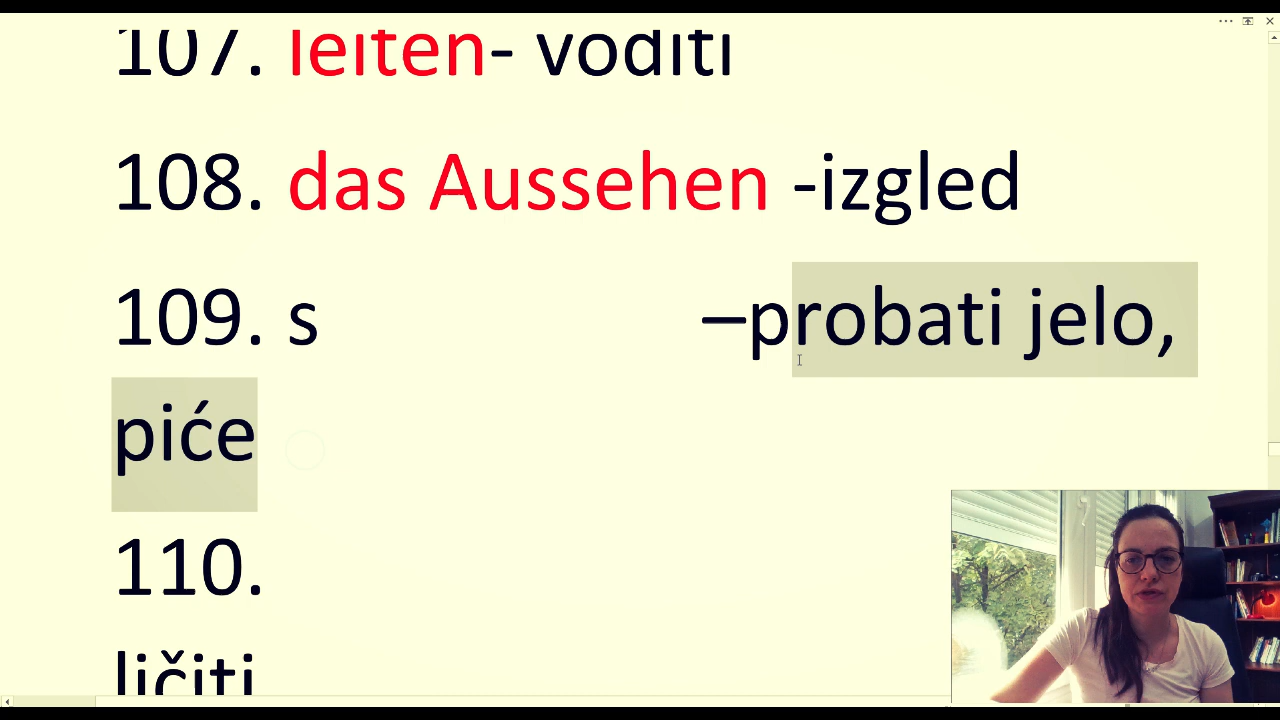 107. leiten- voditi
108. das Aussehen -izgled
109. s –probati jelo,
piće
110.
ličiti